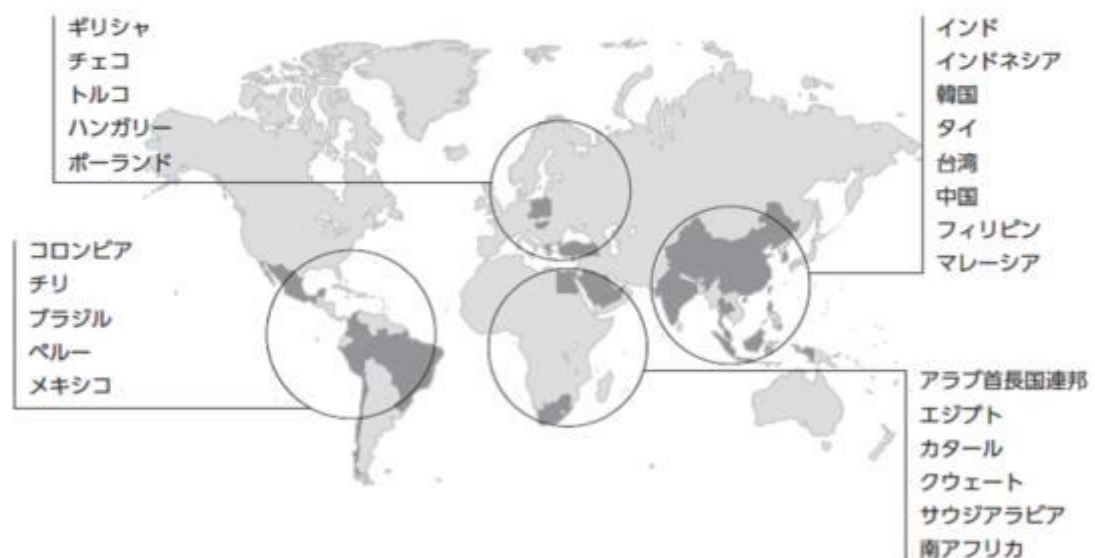 ギリシャ
チェコ
トルコ
ハンガリー
ポーランド
コロンビア
チリ
ブラジル
ペルー
メキシコ
インド
インドネシア
韓国
タイ
台湾
中国
フィリピン
マレーシア
アラブ首長国連邦
エジプト
カタール
クウェート
サウジアラビア
南アフリカ